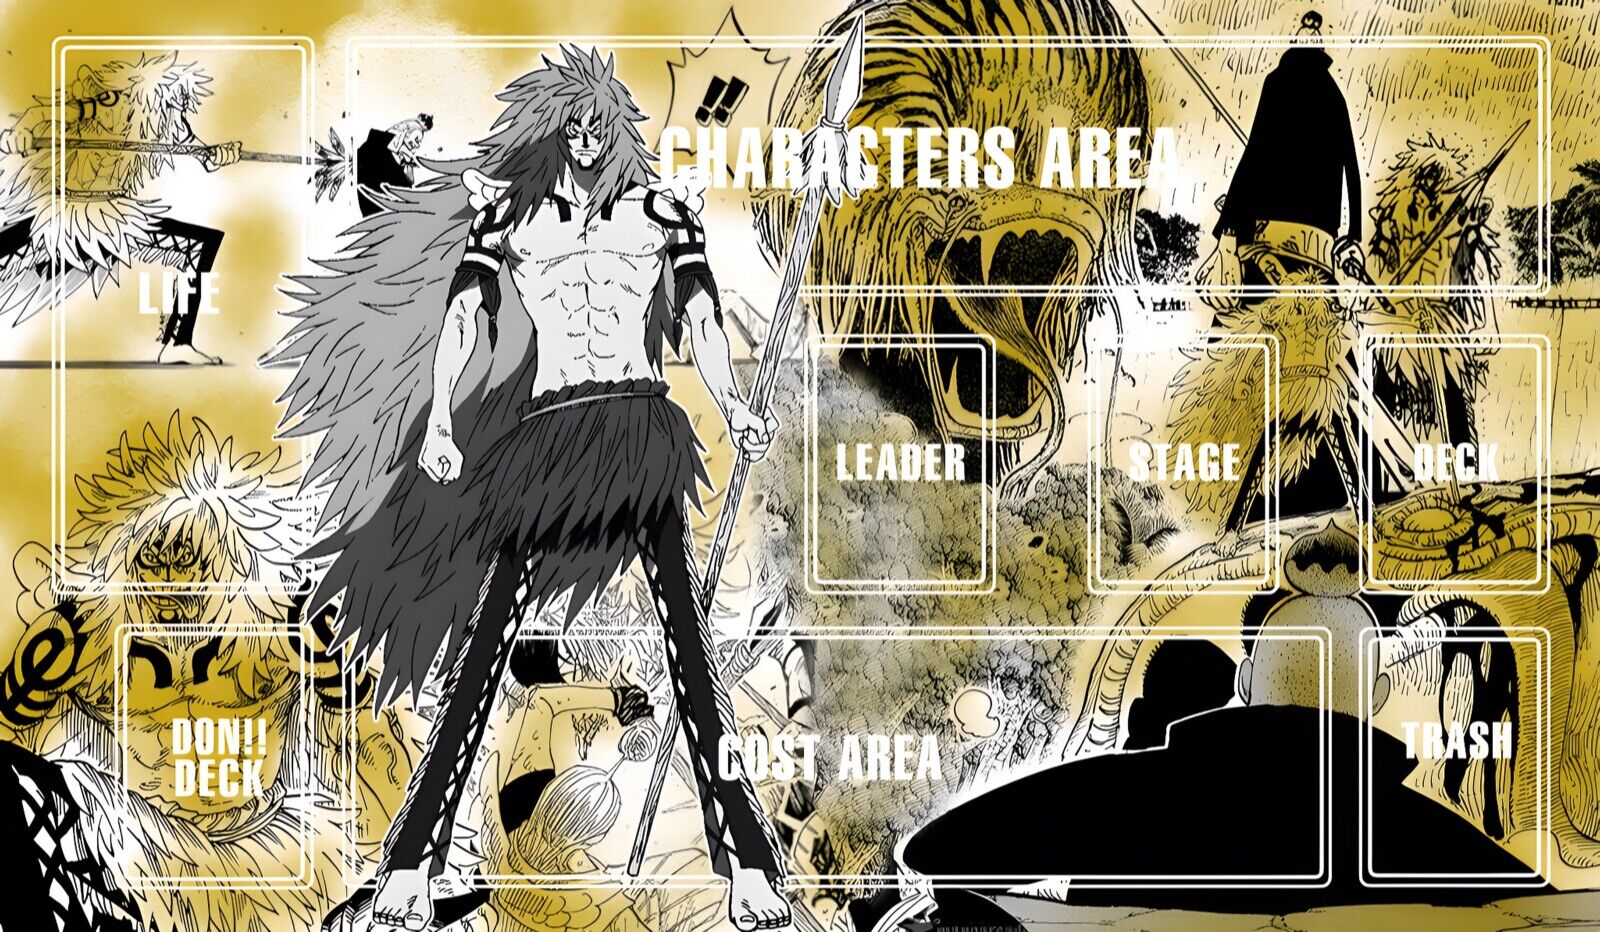 !!
CHARACTERS AREA
LIFE
LEADER
STAGE
DECK
DON!!
DECK
COST AREA
TRASH